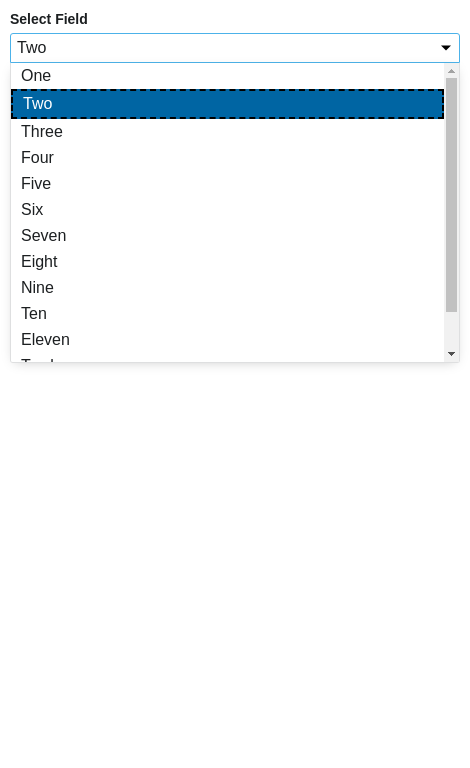 Select Field
Two
One
Two
Three
Four
Five
Six
Seven
Eight
Nine
Ten
Eleven